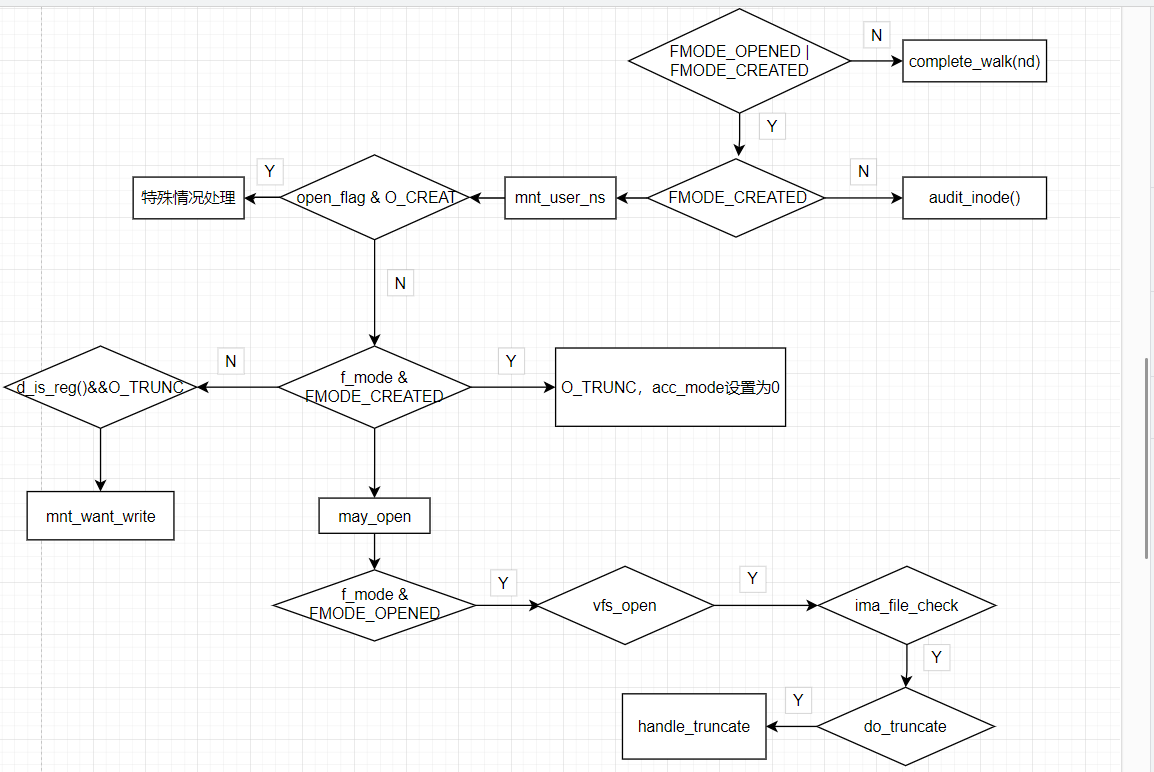 FMODE_OPENED |
FMODE_CREATED
N
complete_walk(nd)
Y
FMODE_CREATED
N
audit_inode()
mnt_user_ns
open_flag & O_CREAT
Y
特殊情况处理
N
f_mode &
FMODE_CREATED
Y
O_TRUNC，acc_mode设置为0
N
d_is_reg()&&O_TRUNC
mnt_want_write
may_open
f_mode &
FMODE_OPENED
Y
vfs_open
Y
ima_file_check
Y
do_truncate
Y
handle_truncate